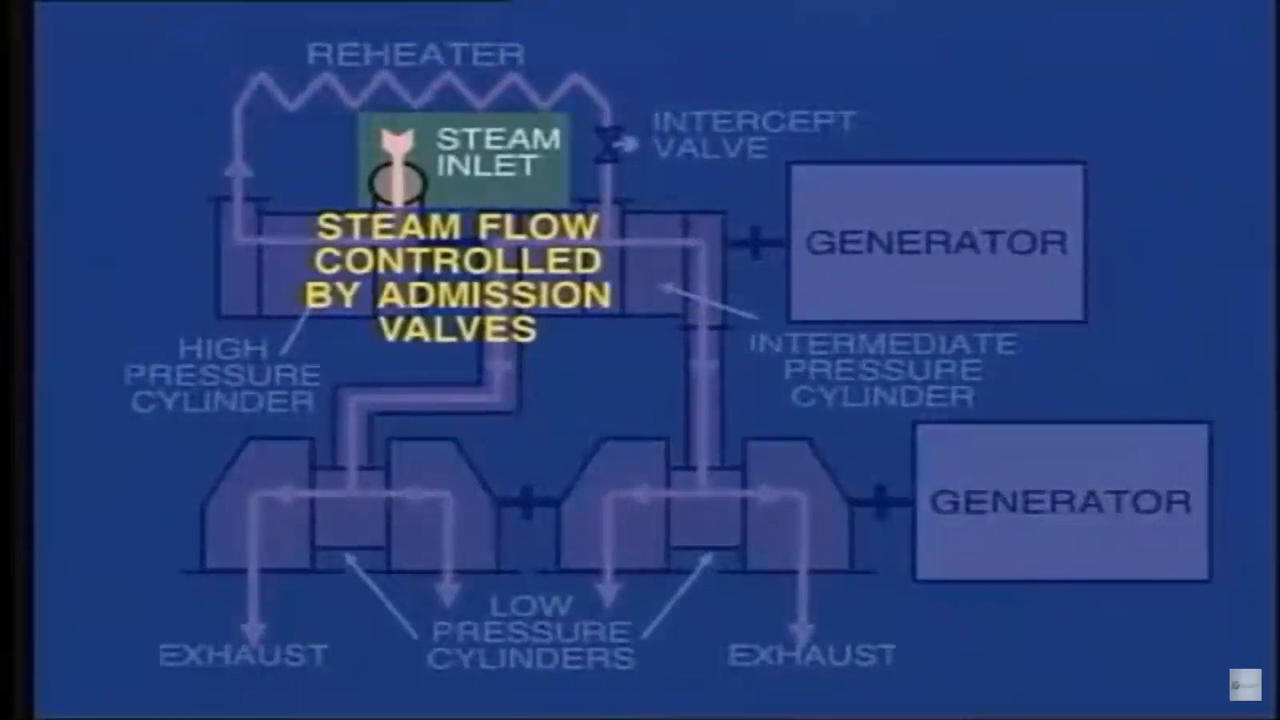 REHEATER
STEAM
INLET
INTERCEPT
VALVE
STEAM FLOW
CONTROLLED
BY ADMISSION
VALVES
GENERATOR
HIGH
PRESSURE
CYLINDER
INTERMEDIATE
PRESSURE
CYLINDER
GENERATOR
LOW
PRESSURE
CYLINDERS
EXHAUST
EXHAUST